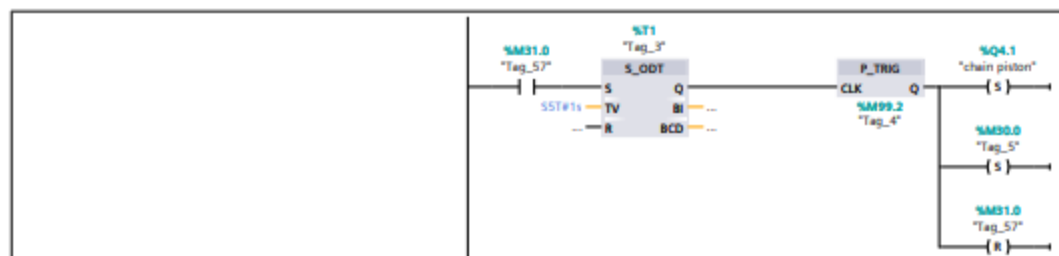 %T1
"Tag_3"
%M31.0
"Tag_57"
S_ODT
S Q
S5T#1s TV BI ...
... R BCD ...
P_TRIG
CLK Q
%M99.2
"Tag_4"
%Q4.1
"chain piston"
S
%M30.0
"Tag_5"
S
%M31.0
"Tag_57"
R